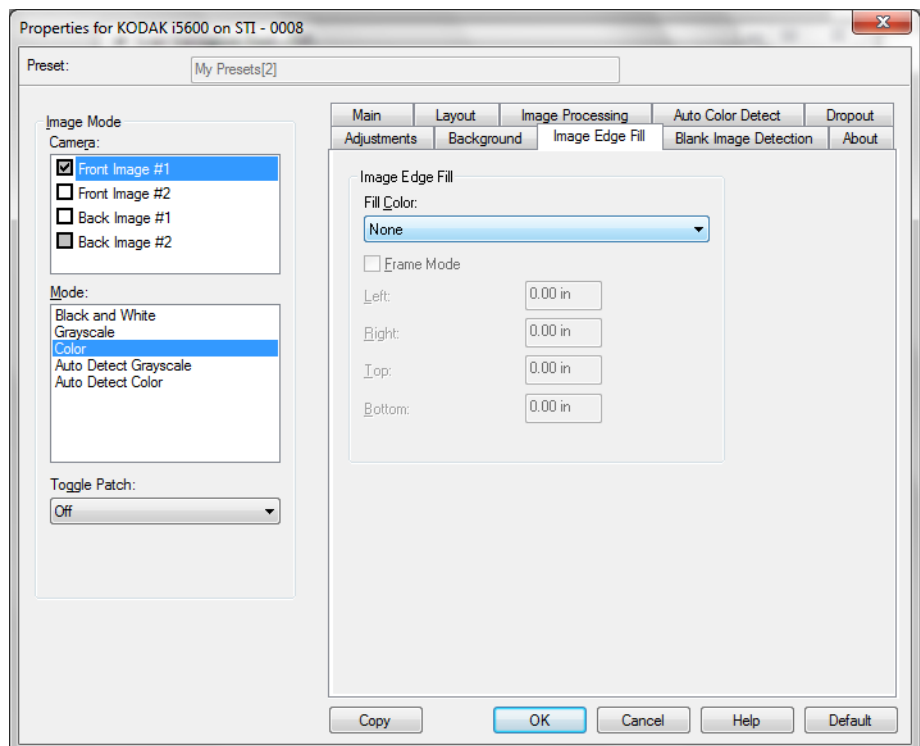 Properties for KODAK i5600 on STI - 0008
Preset:
My Presets[2]
Image Mode
Camera:
Front Image #1
Front Image #2
Back Image #1
Back Image #2
Mode:
Black and White
Grayscale
Color
Auto Detect Grayscale
Auto Detect Color
Toggle Patch:
Off
Main Layout Image Processing Auto Color Detect Dropout
Adjustments Background Image Edge Fill Blank Image Detection About
Image Edge Fill
Fill Color:
None
Frame Mode
Left: 0.00 in
Right: 0.00 in
Top: 0.00 in
Bottom: 0.00 in
Copy OK Cancel Help Default